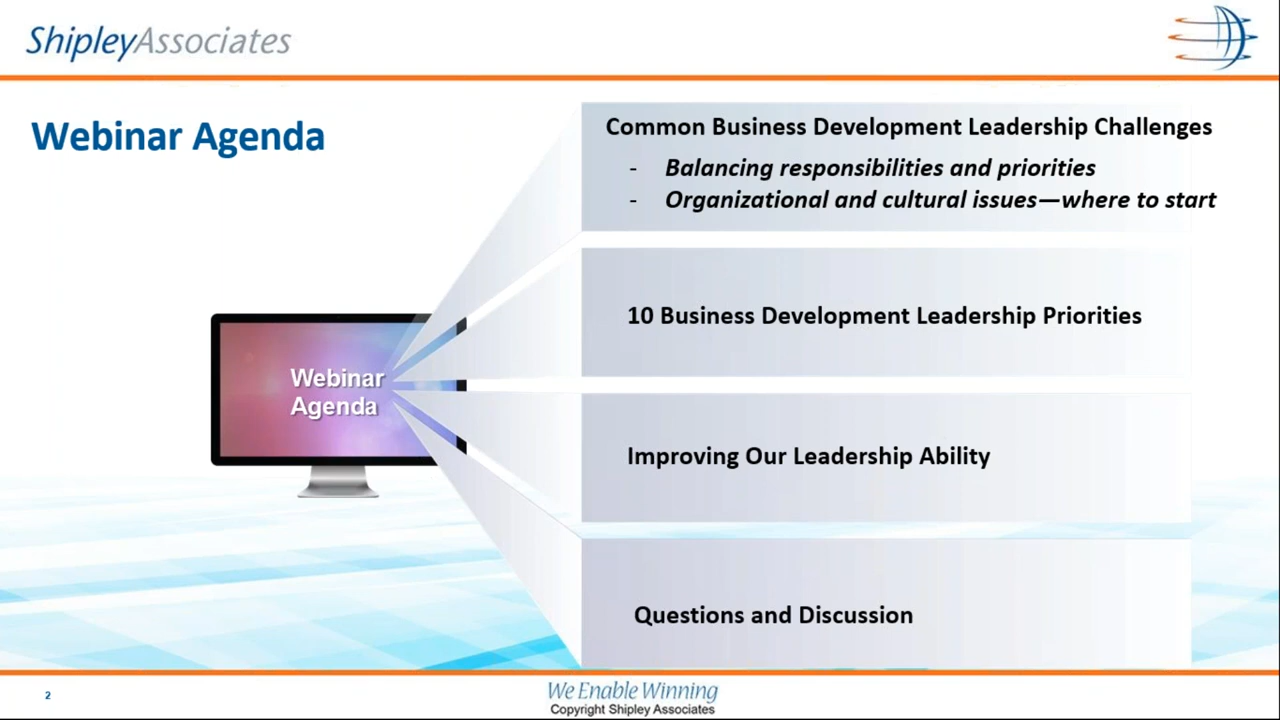 ShipleyAssociates
Webinar Agenda
Common Business Development Leadership Challenges
- Balancing responsibilities and priorities
- Organizational and cultural issues—where to start
10 Business Development Leadership Priorities
Webinar
Agenda
Improving Our Leadership Ability
Questions and Discussion
2
We Enable Winning
Copyright Shipley Associates